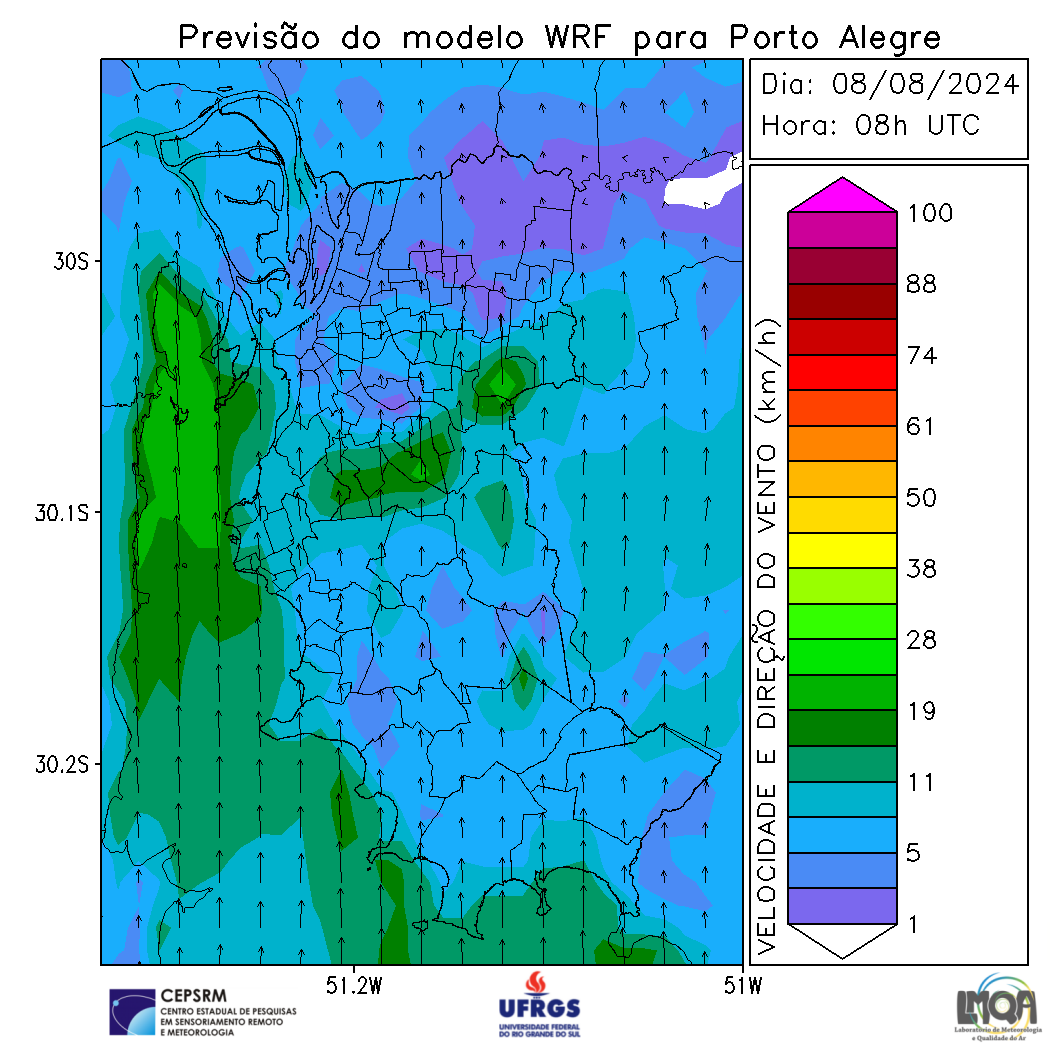 Previsão do modelo WRF para Porto Alegre
Dia: 08/08/2024
Hora: 08h UTC
30S
30.1S
30.2S
51.2W
51W
VELOCIDADE E DIREÇÃO DO VENTO (km/h)
100
88
74
61
50
38
28
19
11
5
1
CEPSRM
CENTRO ESTADUAL DE PESQUISAS
EM SENSORIAMENTO REMOTO
E METEOROLOGIA
UFRGS
UNIVERSIDADE FEDERAL
DO RIO GRANDE DO SUL
LMQA
Laboratório de Meteorologia
e Qualidade do Ar